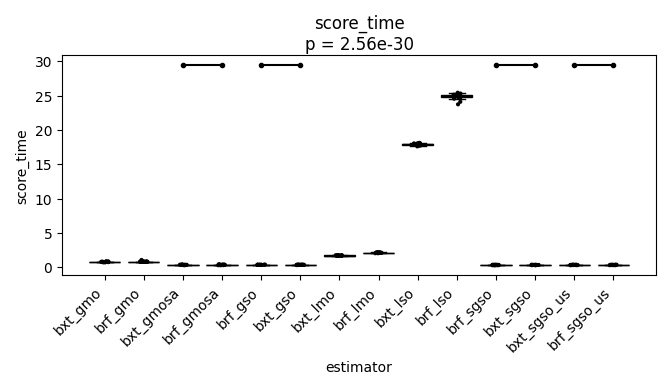 score_time
p = 2.56e-30
score_time
30
25
20
15
10
5
0
bxt_gmo
brf_gmo
bxt_gmosa
brf_gmosa
brf_gso
bxt_gso
bxt_lmo
brf_lmo
bxt_lso
brf_lso
brf_sgso
bxt_sgso
bxt_sgso_us
brf_sgso_us
estimator